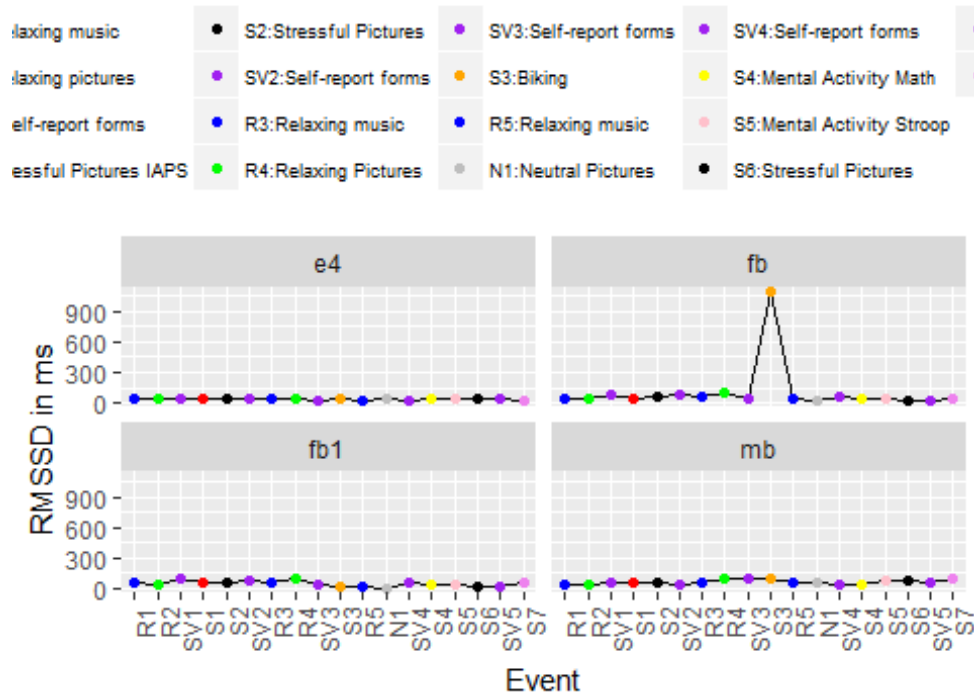 laxing music S2:Stressful Pictures SV3:Self-report forms SV4:Self-report forms
laxing pictures SV2:Self-report forms S3:Biking S4:Mental Activity Math
elf-report forms R3:Relaxing music R5:Relaxing music S5:Mental Activity Stroop
essful Pictures IAPS R4:Relaxing Pictures N1:Neutral Pictures S6:Stressful Pictures
e4 fb
900
600
300
0
fb1 mb
900
600
300
0
RMSSD in ms
R1 R2 SV1 S1 S2 SV2 R3 R4 SV3 S3 R5 N1 SV4 S4 S5 S6 SV5 S7 R1 R2 SV1 S1 S2 SV2 R3 R4 SV3 S3 R5 N1 SV4 S4 S5 S6 SV5 S7
Event